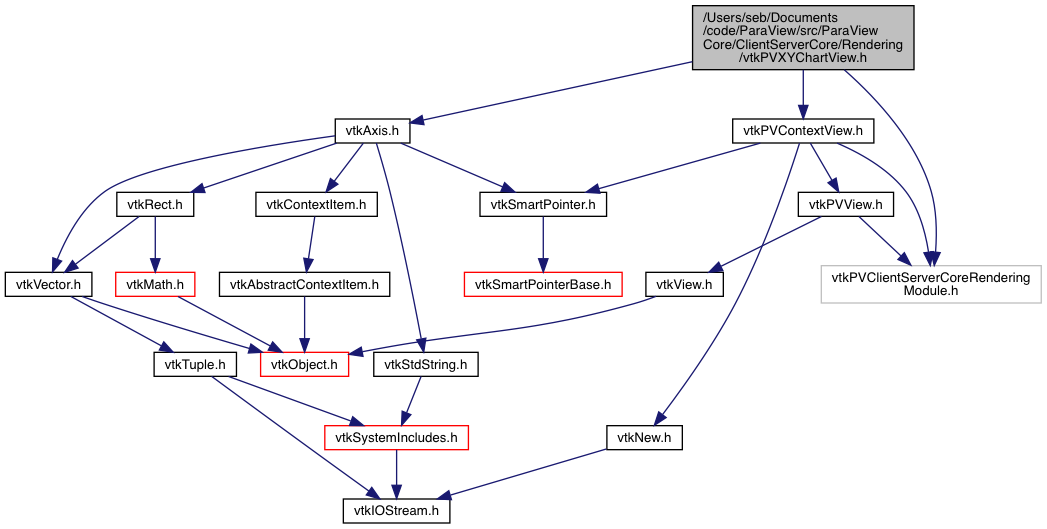 /Users/seb/Documents
/code/ParaView/src/ParaView
Core/ClientServerCore/Rendering
/vtkPVXYChartView.h
vtkAxis.h
vtkPVContextView.h
vtkRect.h
vtkContextItem.h
vtkSmartPointer.h
vtkPVView.h
vtkVector.h
vtkMath.h
vtkAbstractContextItem.h
vtkSmartPointerBase.h
vtkView.h
vtkPVClientServerCoreRendering
Module.h
vtkTuple.h
vtkObject.h
vtkStdString.h
vtkSystemIncludes.h
vtkNew.h
vtkIOStream.h